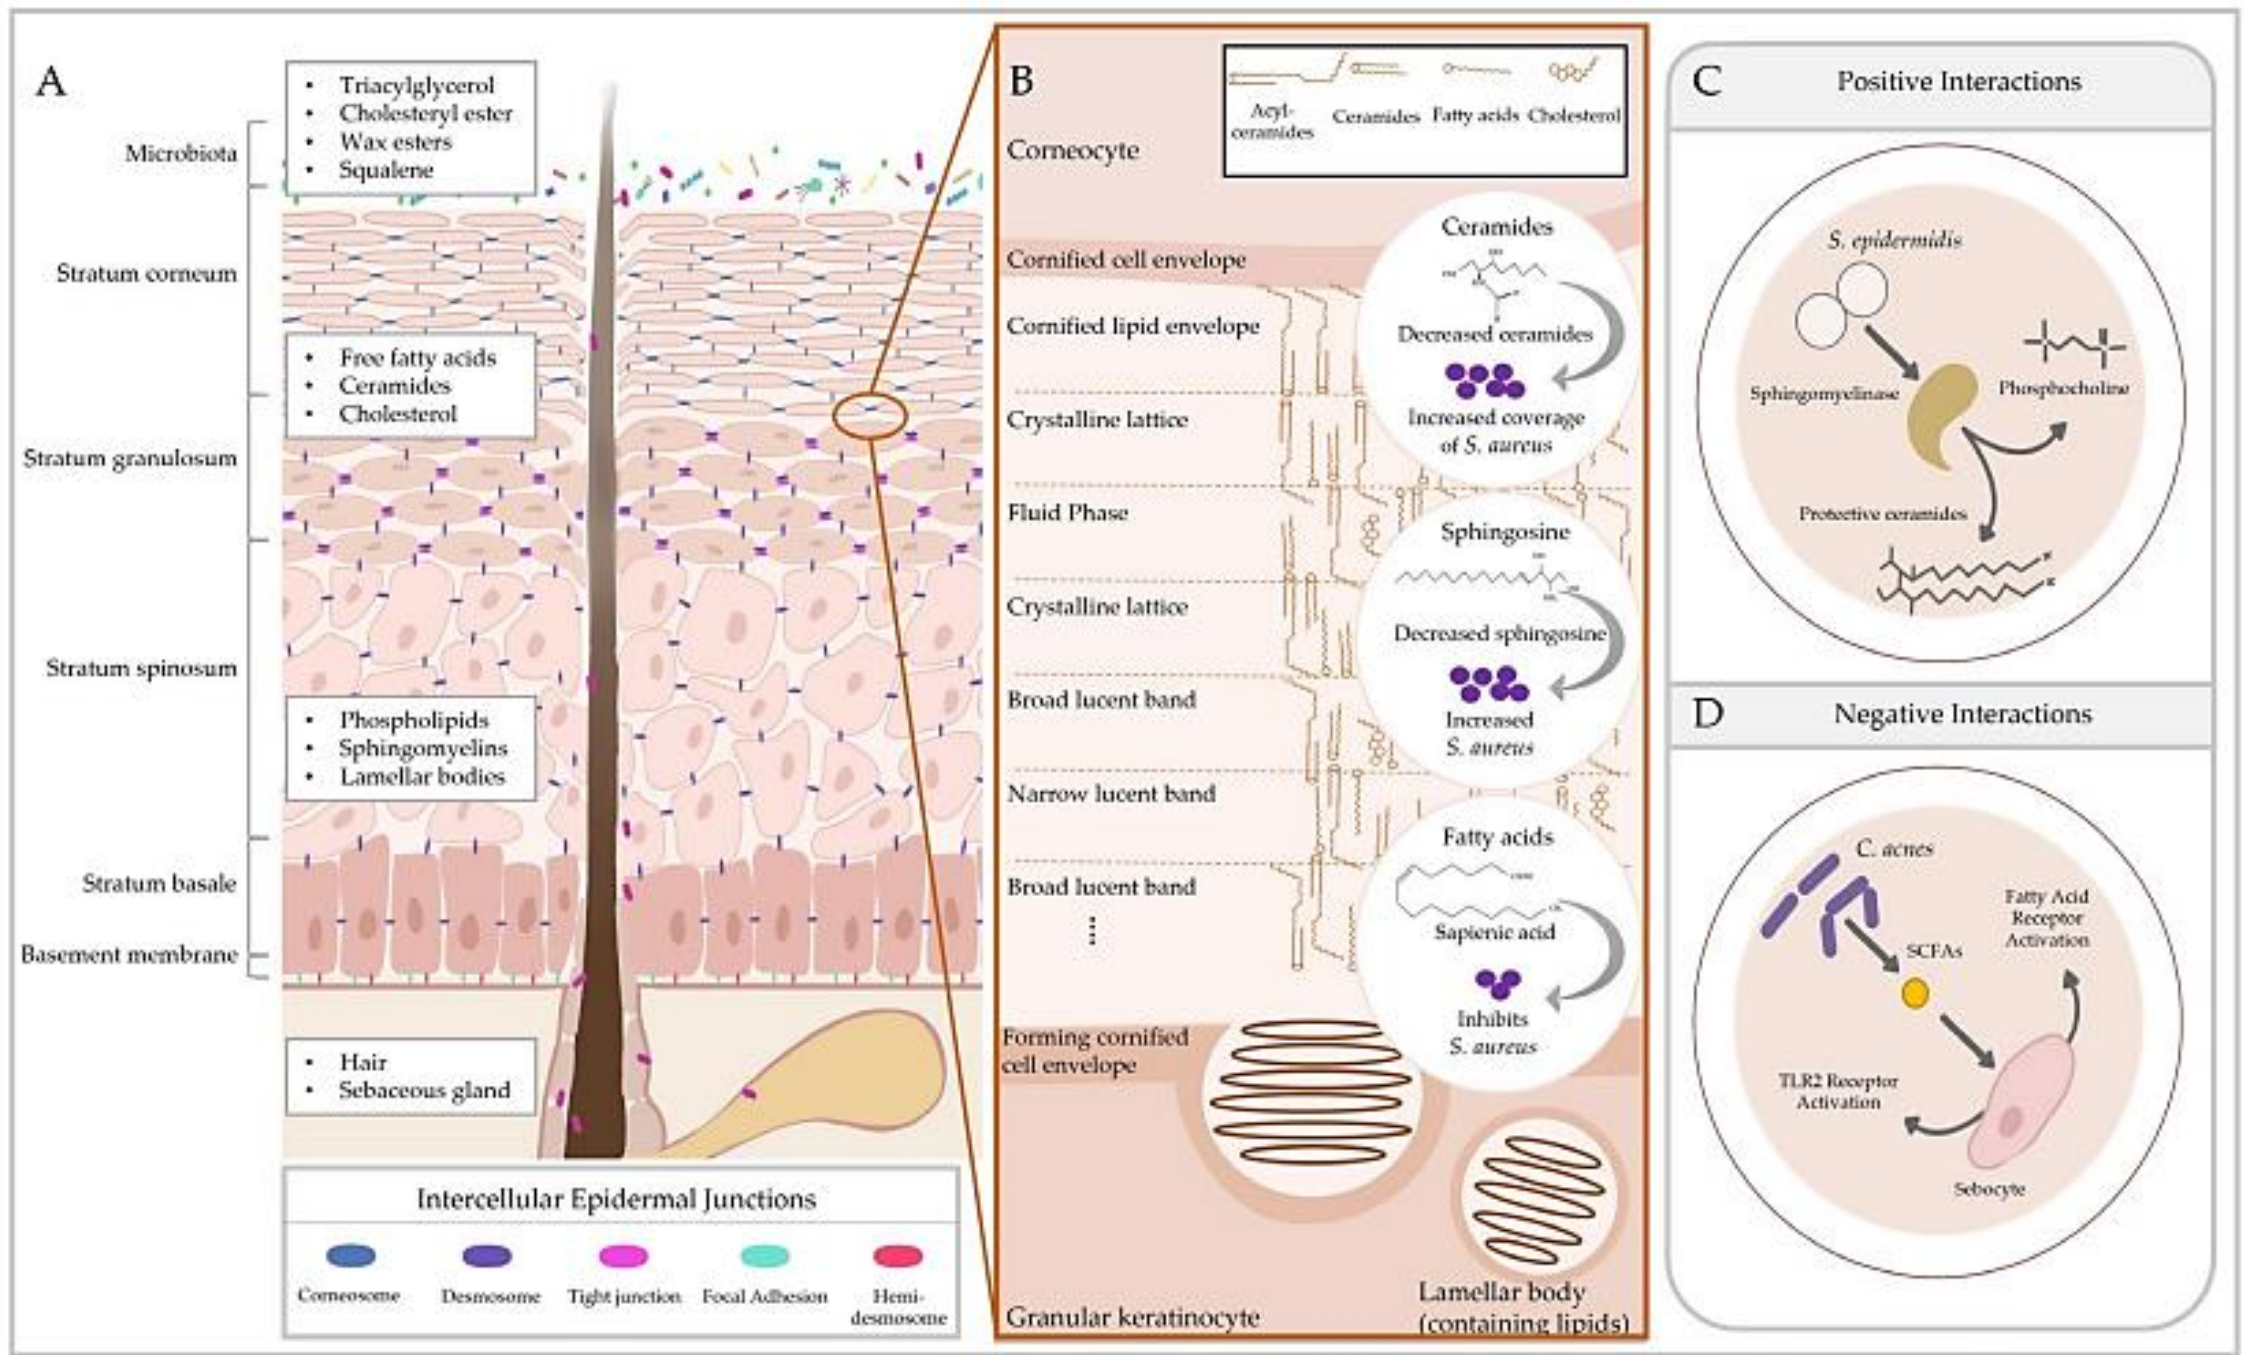 A
• Triacylglycerol
• Cholesteryl ester
• Wax esters
• Squalene
Microbiota
Stratum corneum
• Free fatty acids
• Ceramides
• Cholesterol
Stratum granulosum
Stratum spinosum
• Phospholipids
• Sphingomyelins
• Lamellar bodies
Stratum basale
Basement membrane
• Hair
• Sebaceous gland
Intercellular Epidermal Junctions
Corneosome
Desmosome
Tight junction
Focal Adhesion
Hemi-
desmosome
B
Acyl-
ceramides
Ceramides
Fatty acids
Cholesterol
Corneocyte
Cornified cell envelope
Cornified lipid envelope
Crystalline lattice
Fluid Phase
Crystalline lattice
Broad lucent band
Narrow lucent band
Broad lucent band
Forming cornified
cell envelope
Granular keratinocyte
Lamellar body
(containing lipids)
Ceramides
Decreased ceramides
Increased coverage
of S. aureus
Sphingosine
Decreased sphingosine
Increased
S. aureus
Fatty acids
Sapienic acid
Inhibits
S. aureus
C
Positive Interactions
S. epidermidis
Sphingomyelinase
Phosphocholine
Protective ceramides
D
Negative Interactions
C. acnes
SCFAs
Fatty Acid
Receptor
Activation
TLR2 Receptor
Activation
Sebocyte